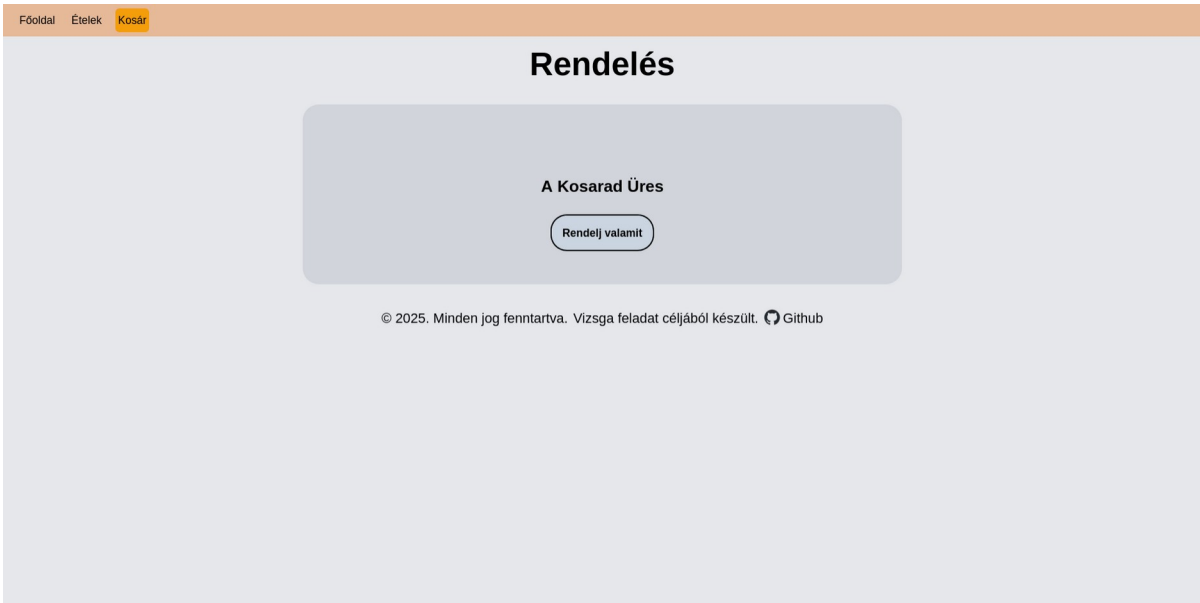 Főoldal Ételek Kosár
Rendelés
A Kosarad Üres
Rendelj valamit
© 2025. Minden jog fenntartva. Vizsga feladat céljából készült. Github